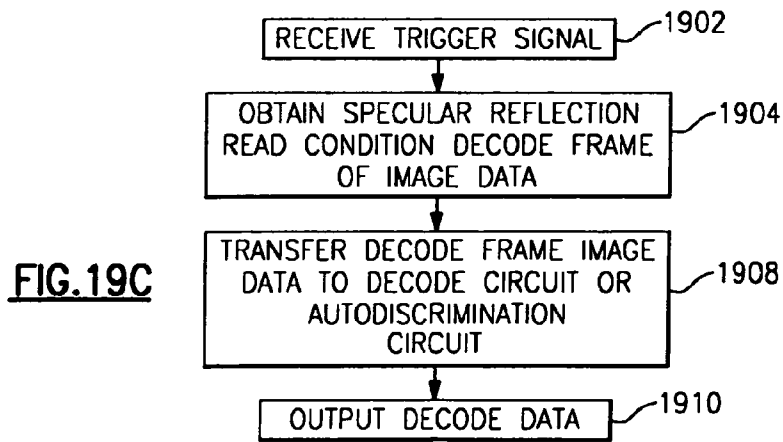 RECEIVE TRIGGER SIGNAL
1902
OBTAIN SPECULAR REFLECTION
READ CONDITION DECODE FRAME
OF IMAGE DATA
1904
TRANSFER DECODE FRAME IMAGE
DATA TO DECODE CIRCUIT OR
AUTODISCRIMINATION
CIRCUIT
1908
FIG.19C
OUTPUT DECODE DATA
1910